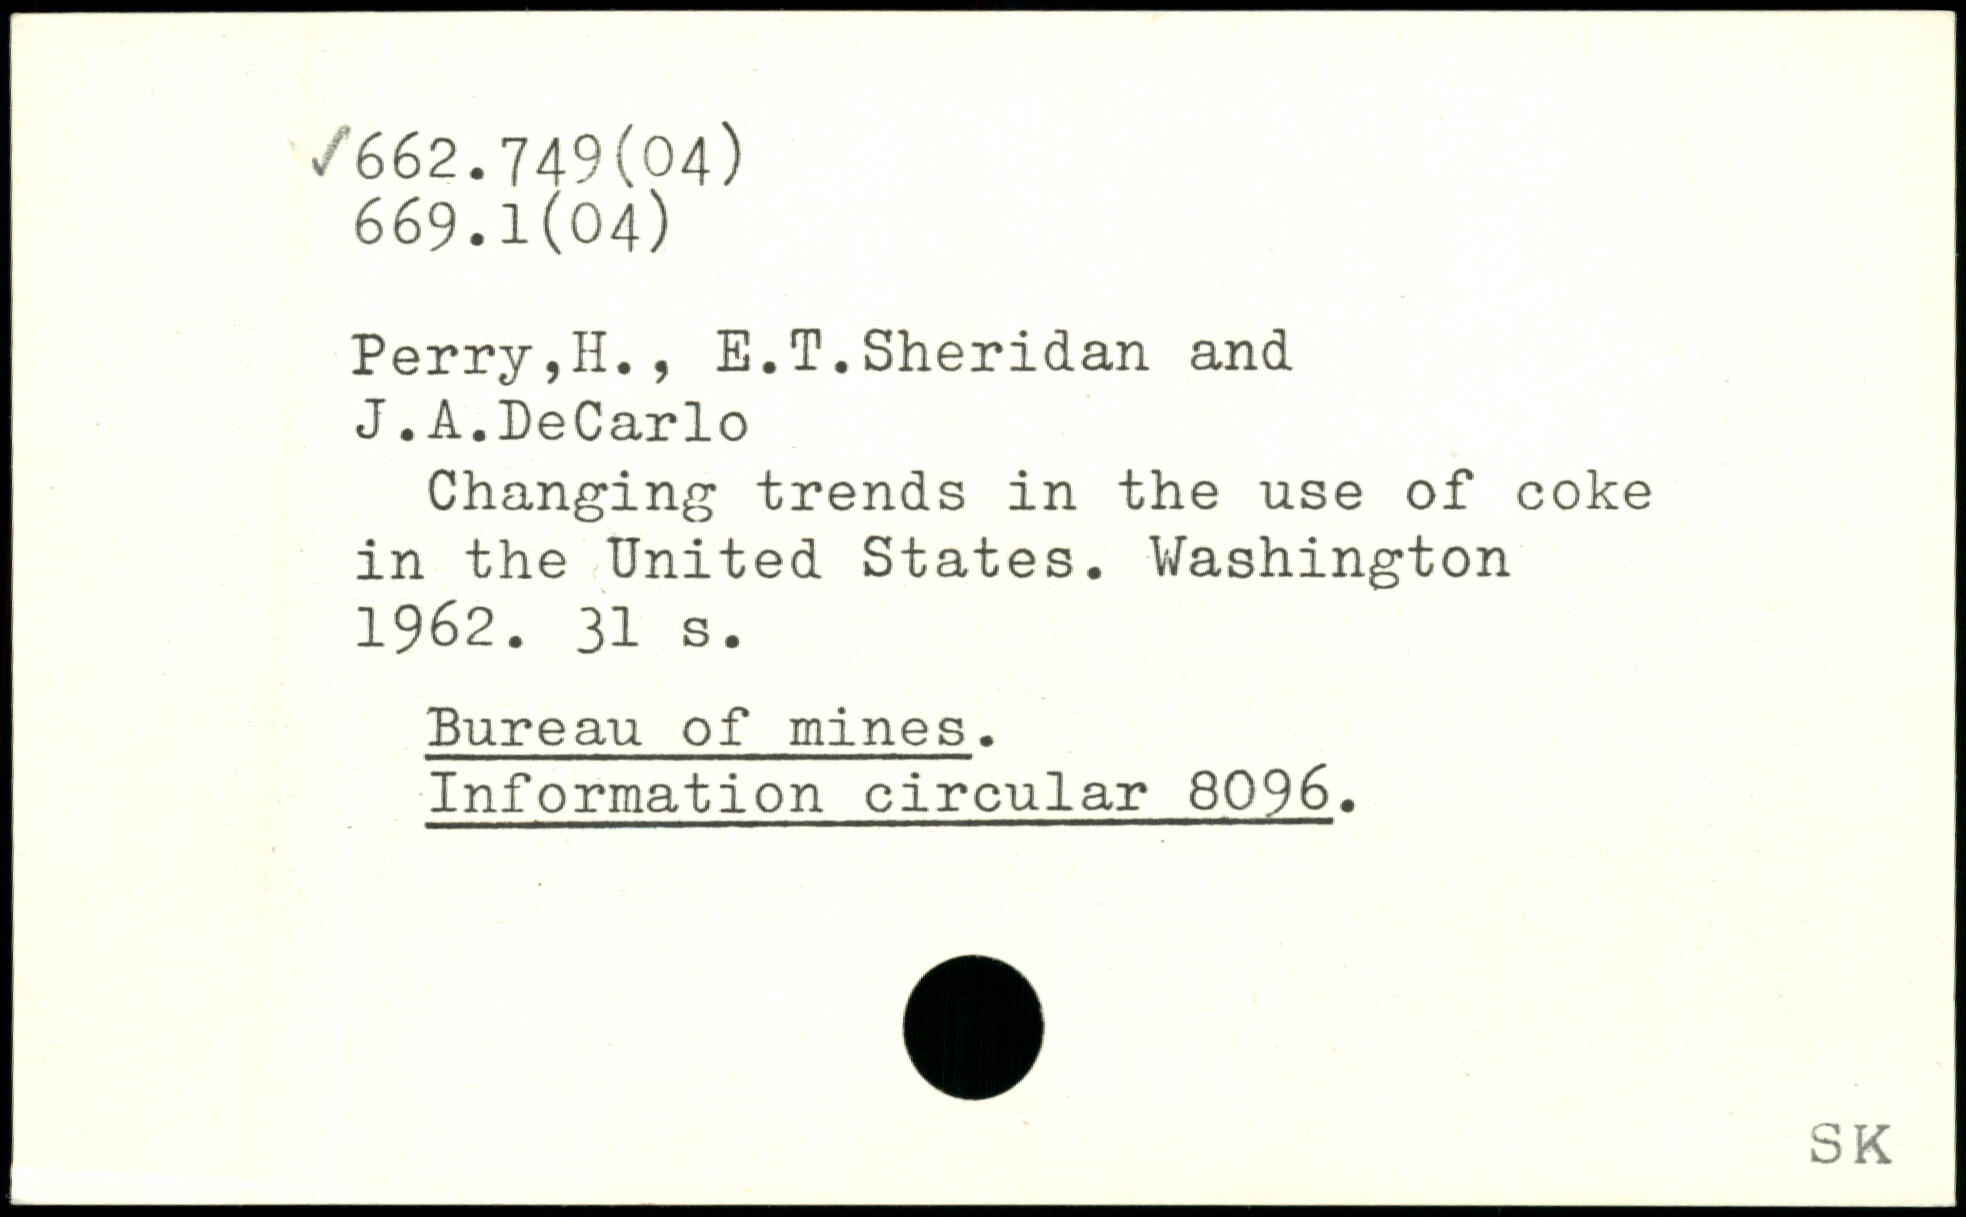 ✓662.749(04)
669.1(04)
Perry,H., E.T.Sheridan and
J.A.DeCarlo
Changing trends in the use of coke
in the United States. Washington
1962. 31 s.
Bureau of mines.
Information circular 8096.
SK